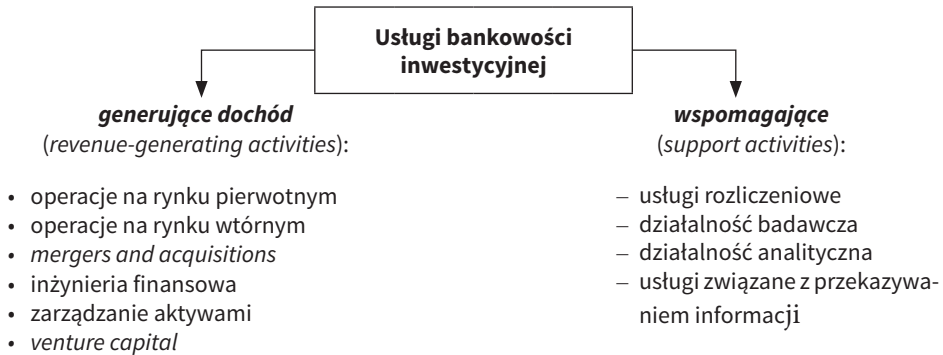 Usługi bankowości
inwestycyjnej
generujące dochód
(revenue-generating activities):
• operacje na rynku pierwotnym
• operacje na rynku wtórnym
• mergers and acquisitions
• inżynieria finansowa
• zarządzanie aktywami
• venture capital
wspomagające
(support activities):
– usługi rozliczeniowe
– działalność badawcza
– działalność analityczna
– usługi związane z przekazywa-
niem informacji